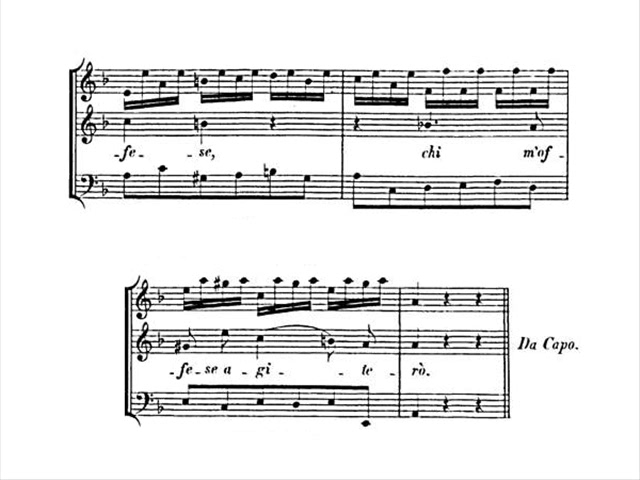 -fe - se, chi m'of-
Da Capo.
-fe-se a-gi- te- rò.